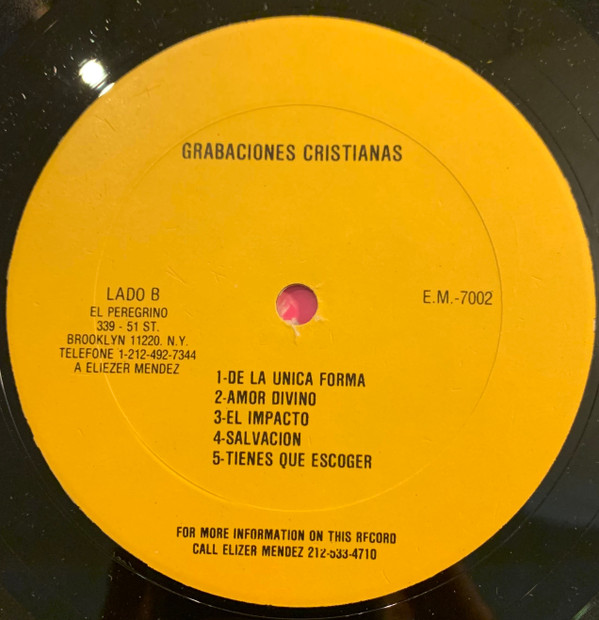 GRABACIONES CRISTIANAS
LADO B
EL PEREGRINO
339 - 51 ST.
BROOKLYN 11220. N.Y.
TELEFONE 1-212-492-7344
A ELIEZER MENDEZ
E.M.-7002
1-DE LA UNICA FORMA
2-AMOR DIVINO
3-EL IMPACTO
4-SALVACION
5-TIENES QUE ESCOGER
FOR MORE INFORMATION ON THIS RECORD
CALL ELIZER MENDEZ 212-533-4710